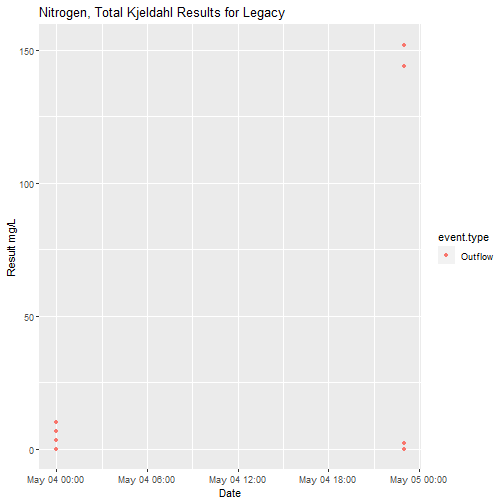 Nitrogen, Total Kjeldahl Results for Legacy
150
100
50
0
Result mg/L
May 04 00:00
May 04 06:00
May 04 12:00
May 04 18:00
May 05 00:00
Date
event.type
Outflow